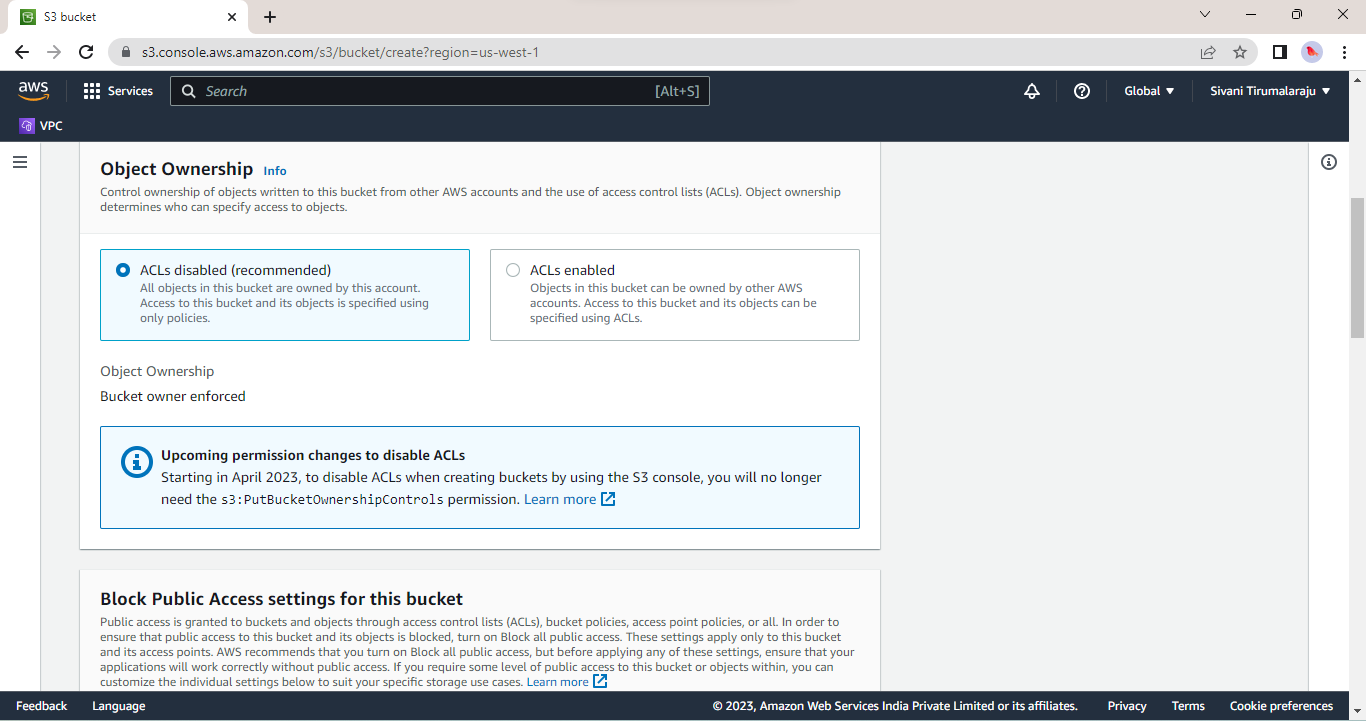 S3 bucket
s3.console.aws.amazon.com/s3/bucket/create?region=us-west-1
aws
Services
Search
[Alt+S]
Global
Sivani Tirumalaraju
VPC
Object Ownership Info
Control ownership of objects written to this bucket from other AWS accounts and the use of access control lists (ACLs). Object ownership
determines who can specify access to objects.
ACLs disabled (recommended)
All objects in this bucket are owned by this account.
Access to this bucket and its objects is specified using
only policies.
ACLs enabled
Objects in this bucket can be owned by other AWS
accounts. Access to this bucket and its objects can be
specified using ACLs.
Object Ownership
Bucket owner enforced
Upcoming permission changes to disable ACLs
Starting in April 2023, to disable ACLs when creating buckets by using the S3 console, you will no longer
need the s3:PutBucketOwnershipControls permission. Learn more
Block Public Access settings for this bucket
Public access is granted to buckets and objects through access control lists (ACLs), bucket policies, access point policies, or all. In order to
ensure that public access to this bucket and its objects is blocked, turn on Block all public access. These settings apply only to this bucket
and its access points. AWS recommends that you turn on Block all public access, but before applying any of these settings, ensure that your
applications will work correctly without public access. If you require some level of public access to this bucket or objects within, you can
customize the individual settings below to suit your specific storage use cases. Learn more
Feedback
Language
© 2023, Amazon Web Services India Private Limited or its affiliates.
Privacy
Terms
Cookie preferences